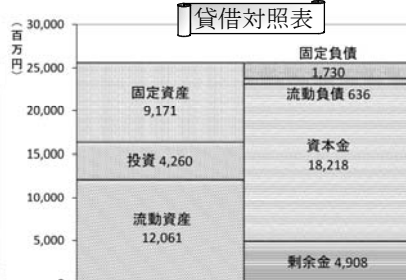 貸借対照表
（百万円）
30,000
25,000
20,000
15,000
10,000
5,000
固定資産
9,171
投資 4,260
流動資産
12,061
固定負債
1,730
流動負債 636
資本金
18,218
剰余金 4,908